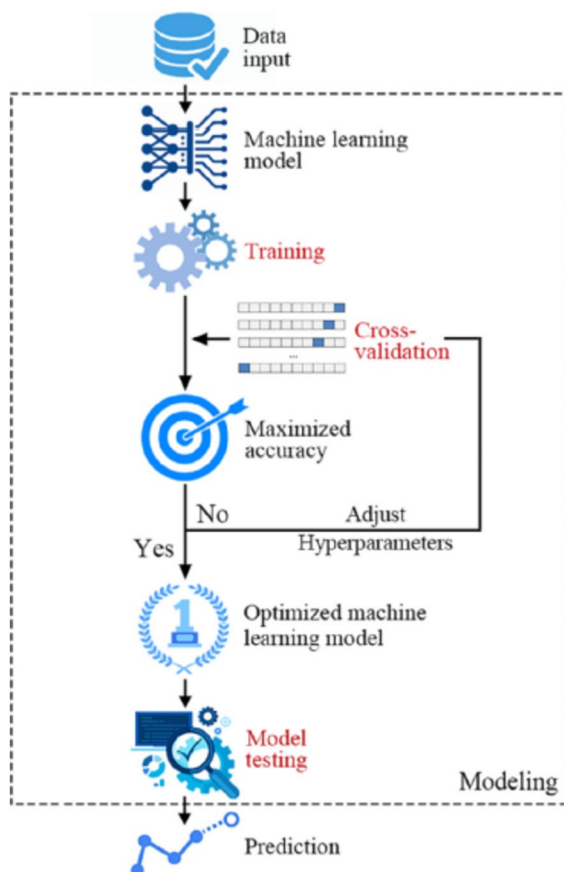 Data
input
Machine learning
model
Training
Cross-
validation
...
Maximized
accuracy
No
Adjust
Hyperparameters
Yes
Optimized machine
learning model
1
Model
testing
Modeling
Prediction